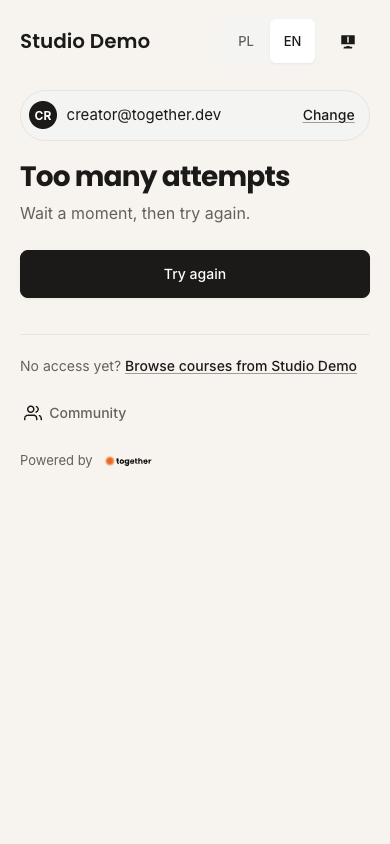 Studio Demo
PL
EN
CR
creator@together.dev
Change
Too many attempts
Wait a moment, then try again.
Try again
No access yet? Browse courses from Studio Demo
Community
Powered by together